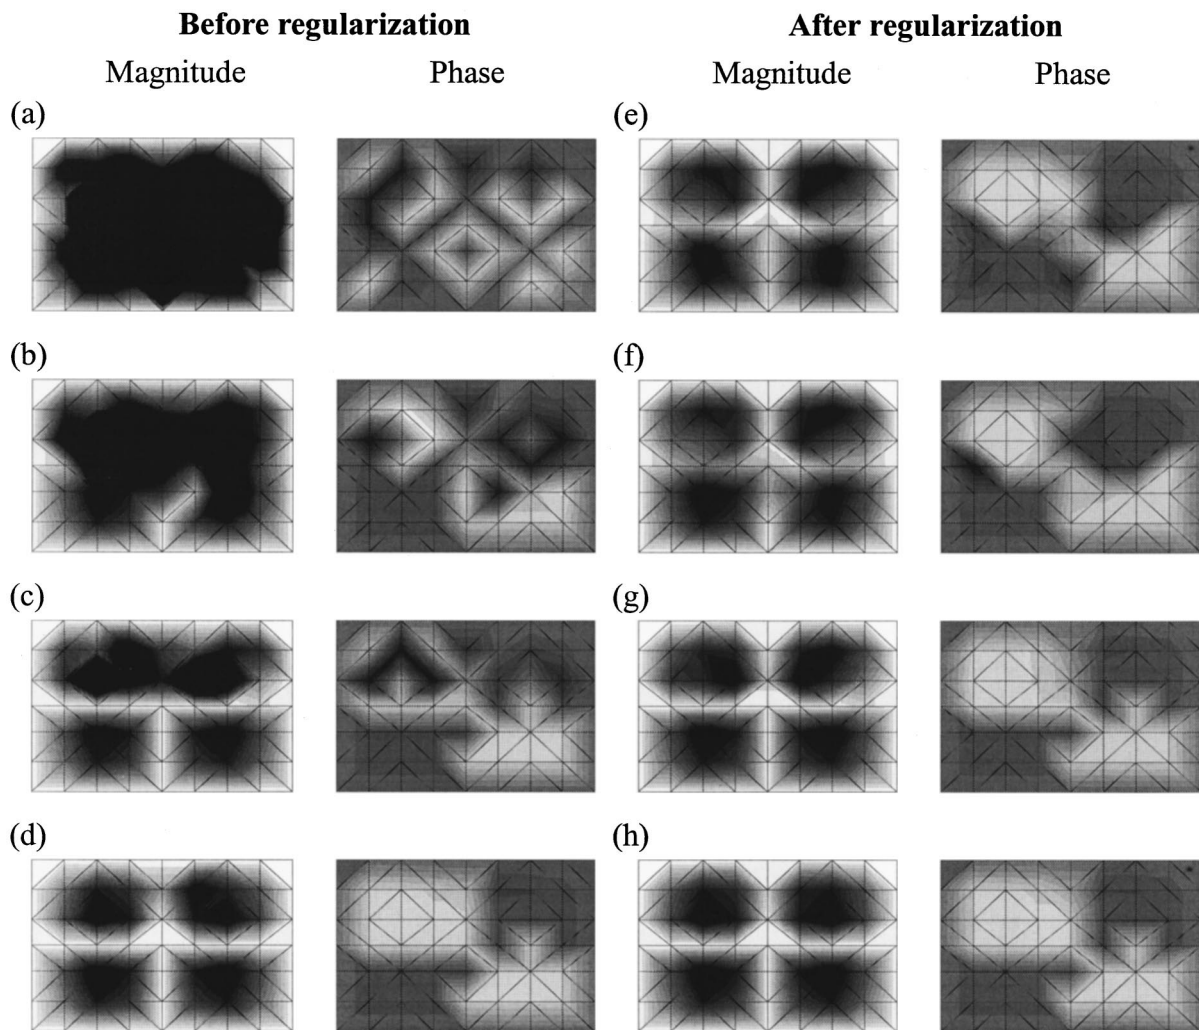 Before regularization After regularization
Magnitude Phase Magnitude Phase
(a) (e)
(b) (f)
(c) (g)
(d) (h)